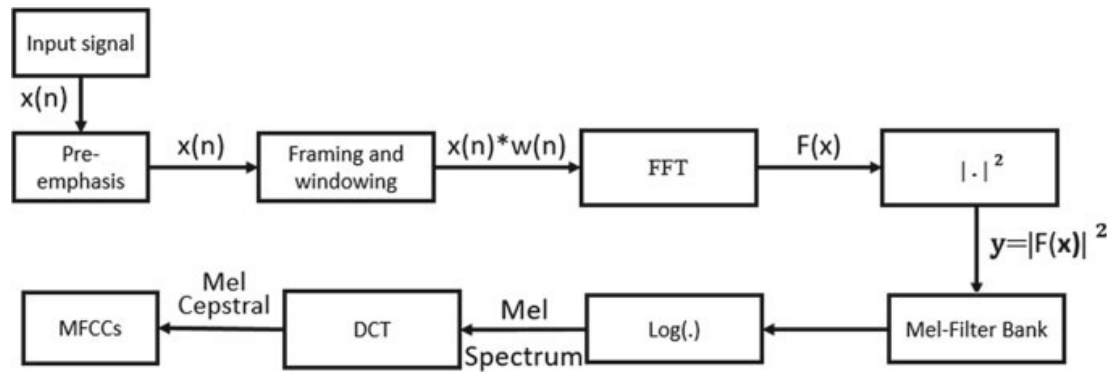 Input signal
x(n)
Pre-
emphasis
x(n)
Framing and
windowing
x(n)*w(n)
FFT
F(x)
|.|²
y=|F(x)|²
Mel-Filter Bank
Log(.)
Mel
Spectrum
DCT
Mel
Cepstral
MFCCs